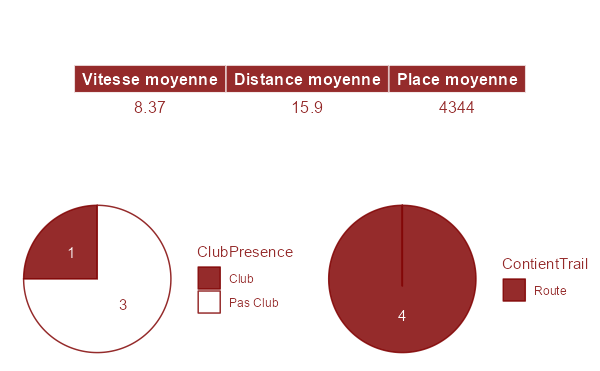 Vitesse moyenne Distance moyenne Place moyenne
8.37 15.9 4344
1
3
ClubPresence
Club
Pas Club
4
ContientTrail
Route